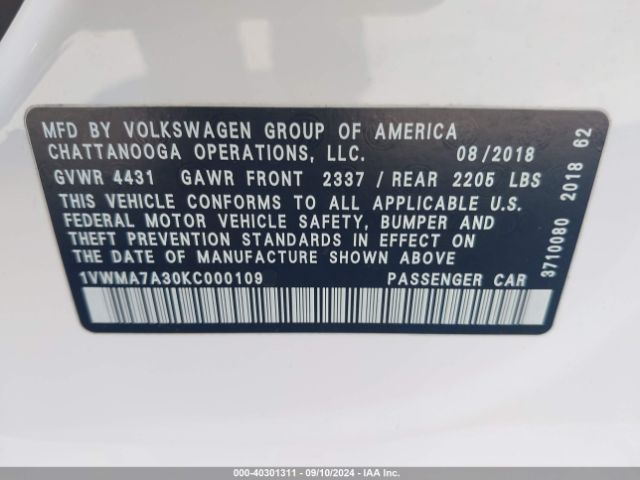 MFD BY VOLKSWAGEN GROUP OF AMERICA
CHATTANOOGA OPERATIONS, LLC. 08/2018
GVWR 4431 GAWR FRONT 2337 / REAR 2205 LBS
THIS VEHICLE CONFORMS TO ALL APPLICABLE U.S.
FEDERAL MOTOR VEHICLE SAFETY, BUMPER AND
THEFT PREVENTION STANDARDS IN EFFECT ON
THE DATE OF MANUFACTURE SHOWN ABOVE
1VWMA7A30KC000109 PASSENGER CAR
3710080 2018 62
000-40301311 - 09/10/2024 - IAAI.COM